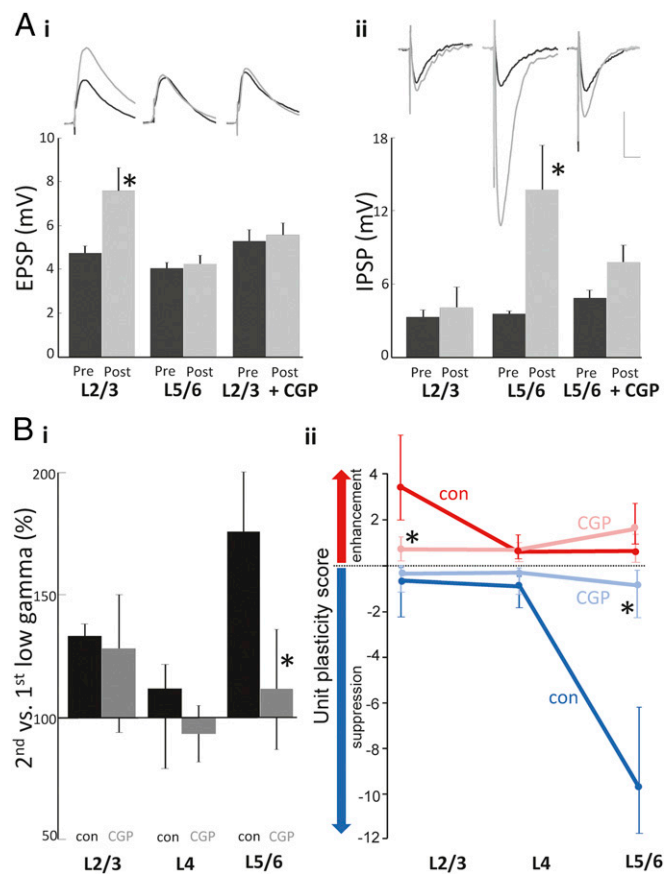 A i
ii
10
8
6
4
2
0
EPSP (mV)
*
Pre Post Pre Post Pre Post
L2/3 L5/6 L2/3 + CGP
18
12
6
0
IPSP (mV)
*
Pre Post Pre Post Pre Post
L2/3 L5/6 L5/6 + CGP
B i
ii
200
150
100
50
2nd vs. 1st low gamma (%)
*
con CGP con CGP con CGP
L2/3 L4 L5/6
Unit plasticity score
enhancement
suppression
4
2
-2
-4
-6
-8
-10
-12
con
CGP
*
CGP
*
con
L2/3 L4 L5/6